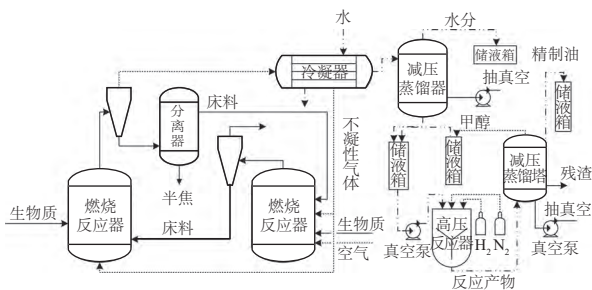 水
水分
储液箱
冷凝器
减压
蒸馏器
抽真空
精制油
储液箱
分离器
床料
不凝性气体
甲醇
储液箱
储液箱
减压
蒸馏塔
残渣
半焦
生物质
燃烧
反应器
床料
燃烧
反应器
生物质
空气
真空泵
高压
反应器
H₂
N₂
抽真空
真空泵
反应产物